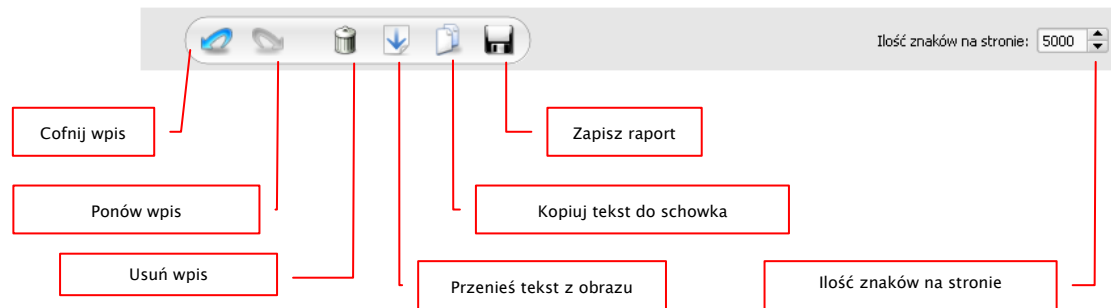 Ilość znaków na stronie: 5000
Cofnij wpis
Zapisz raport
Ponów wpis
Kopiuj tekst do schowka
Usuń wpis
Przenieś tekst z obrazu
Ilość znaków na stronie